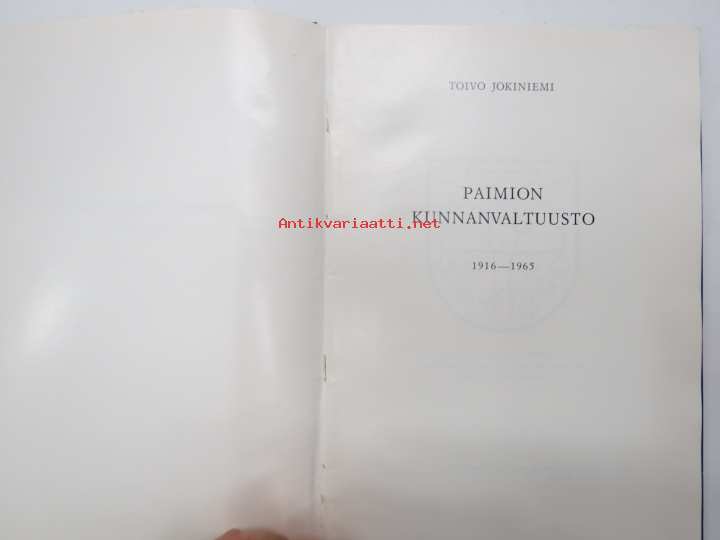 TOIVO JOKINIEMI
PAIMION
KUNNANVALTUUSTO
1916—1965
Antikvariaatti.net